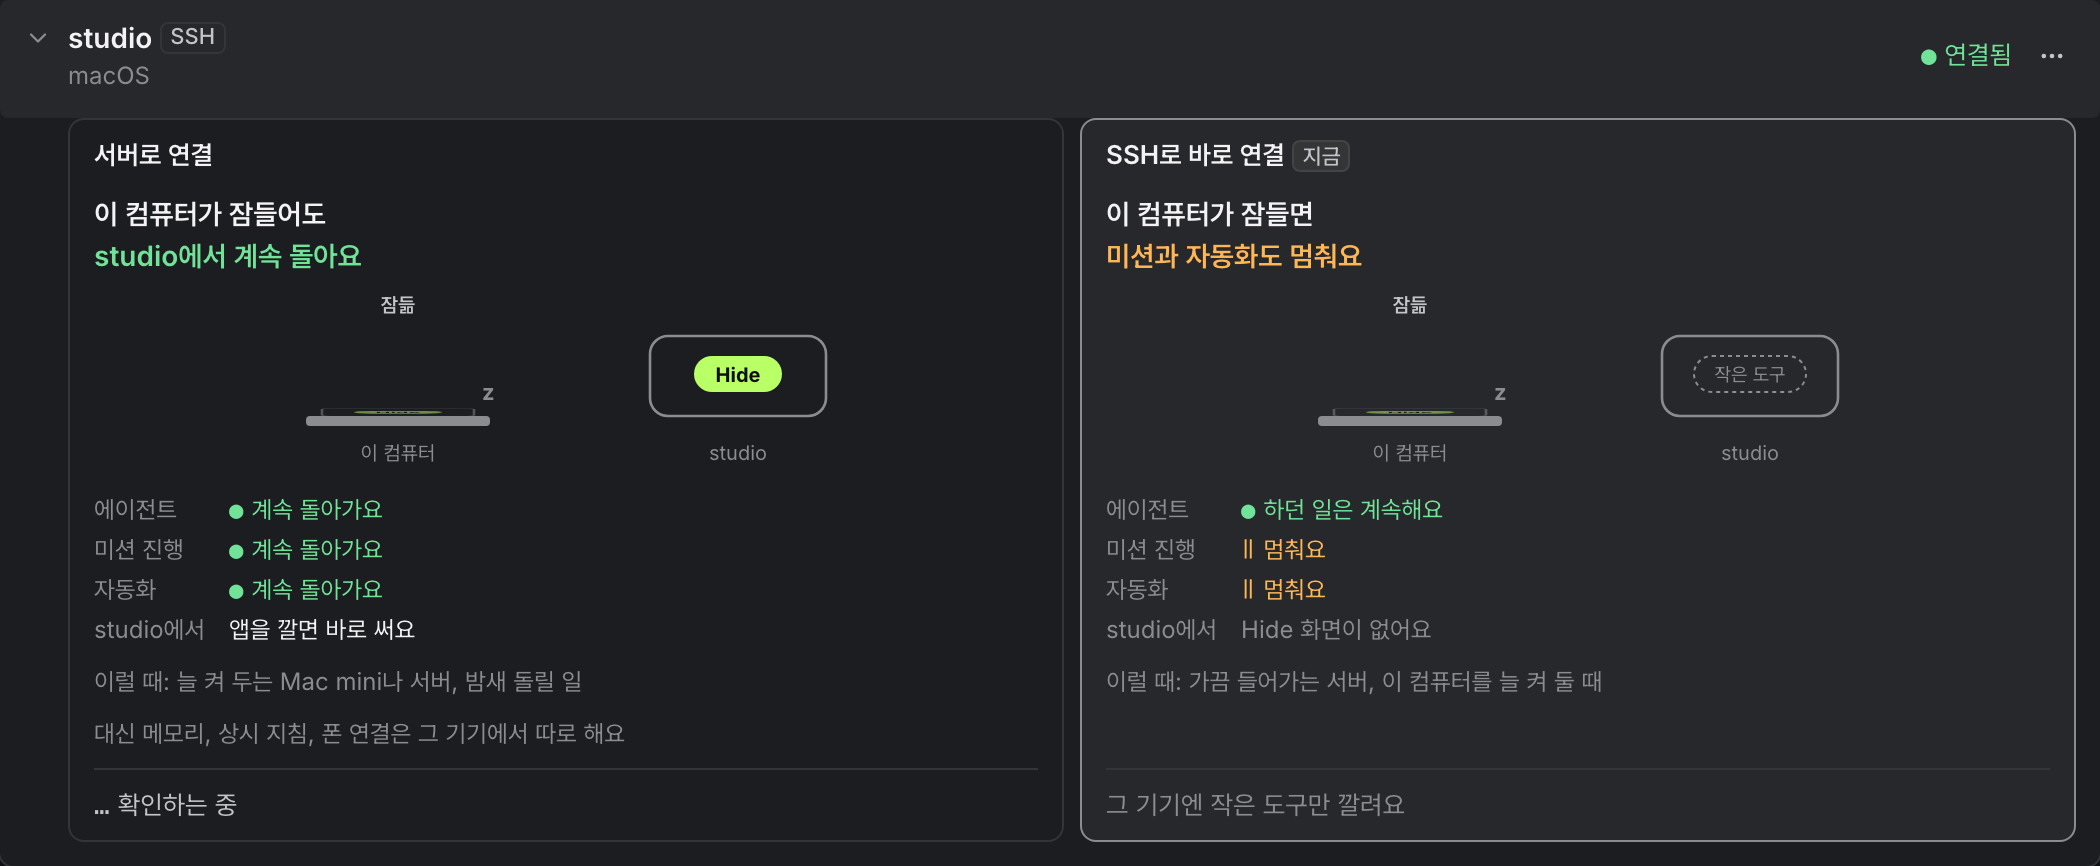 studio SSH
macOS
연결됨
서버로 연결
이 컴퓨터가 잠들어도
studio에서 계속 돌아요
잠듦
z
Hide
이 컴퓨터
studio
에이전트 계속 돌아가요
미션 진행 계속 돌아가요
자동화 계속 돌아가요
studio에서 앱을 깔면 바로 써요
이럴 때: 늘 켜 두는 Mac mini나 서버, 밤새 돌릴 일
대신 메모리, 상시 지침, 폰 연결은 그 기기에서 따로 해요
... 확인하는 중
SSH로 바로 연결 지금
이 컴퓨터가 잠들면
미션과 자동화도 멈춰요
잠듦
z
작은 도구
이 컴퓨터
studio
에이전트 하던 일은 계속해요
미션 진행 멈춰요
자동화 멈춰요
studio에서 Hide 화면이 없어요
이럴 때: 가끔 들어가는 서버, 이 컴퓨터를 늘 켜 둘 때
그 기기엔 작은 도구만 깔려요